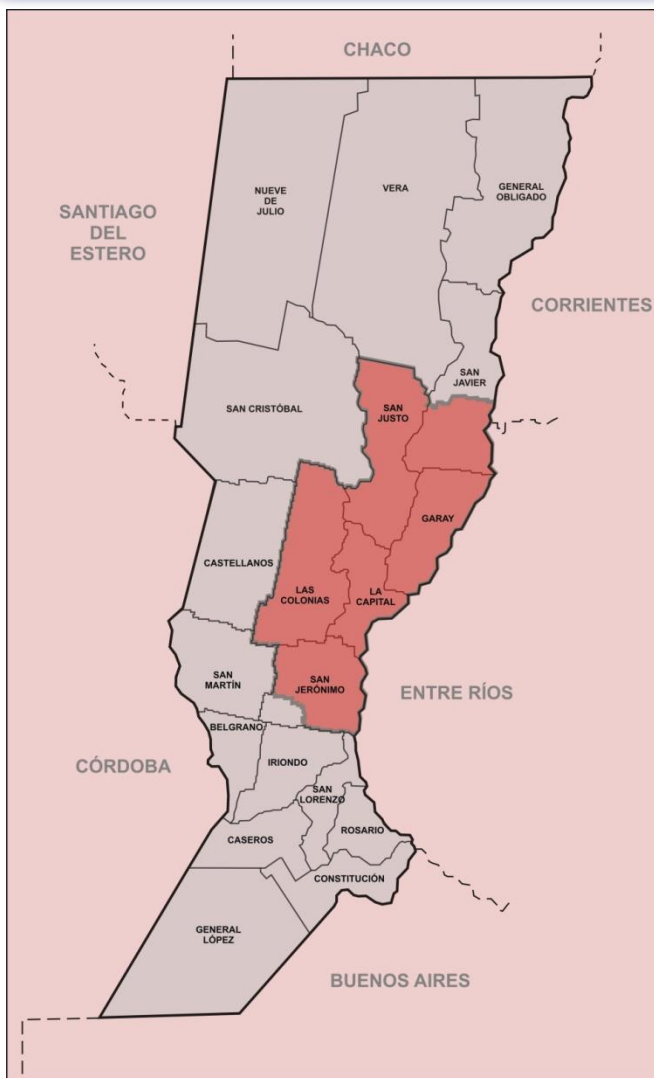 CHACO
NUEVE
DE
JULIO
VERA
GENERAL
OBLIGADO
SANTIAGO
DEL
ESTERO
CORRIENTES
SAN
JAVIER
SAN CRISTÓBAL
SAN
JUSTO
GARAY
CASTELLANOS
LAS
COLONIAS
LA
CAPITAL
SAN
MARTÍN
SAN
JERÓNIMO
ENTRE RÍOS
BELGRANO
CÓRDOBA
IRIONDO
SAN
LORENZO
ROSARIO
CASEROS
CONSTITUCIÓN
GENERAL
LÓPEZ
BUENOS AIRES